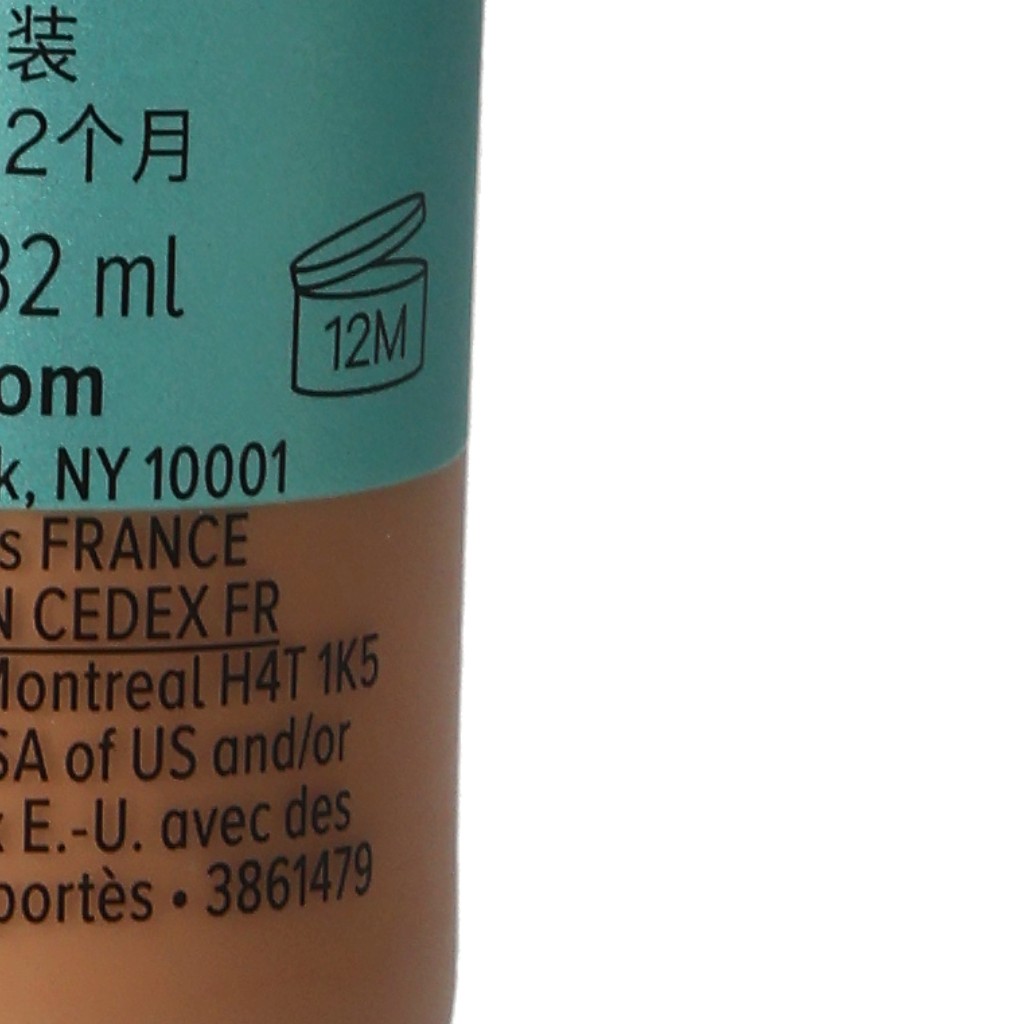 装
2个月
32 ml
om
12M
k, NY 10001
s FRANCE
N CEDEX FR
Montreal H4T 1K5
SA of US and/or
E.-U. avec des
portès • 3861479